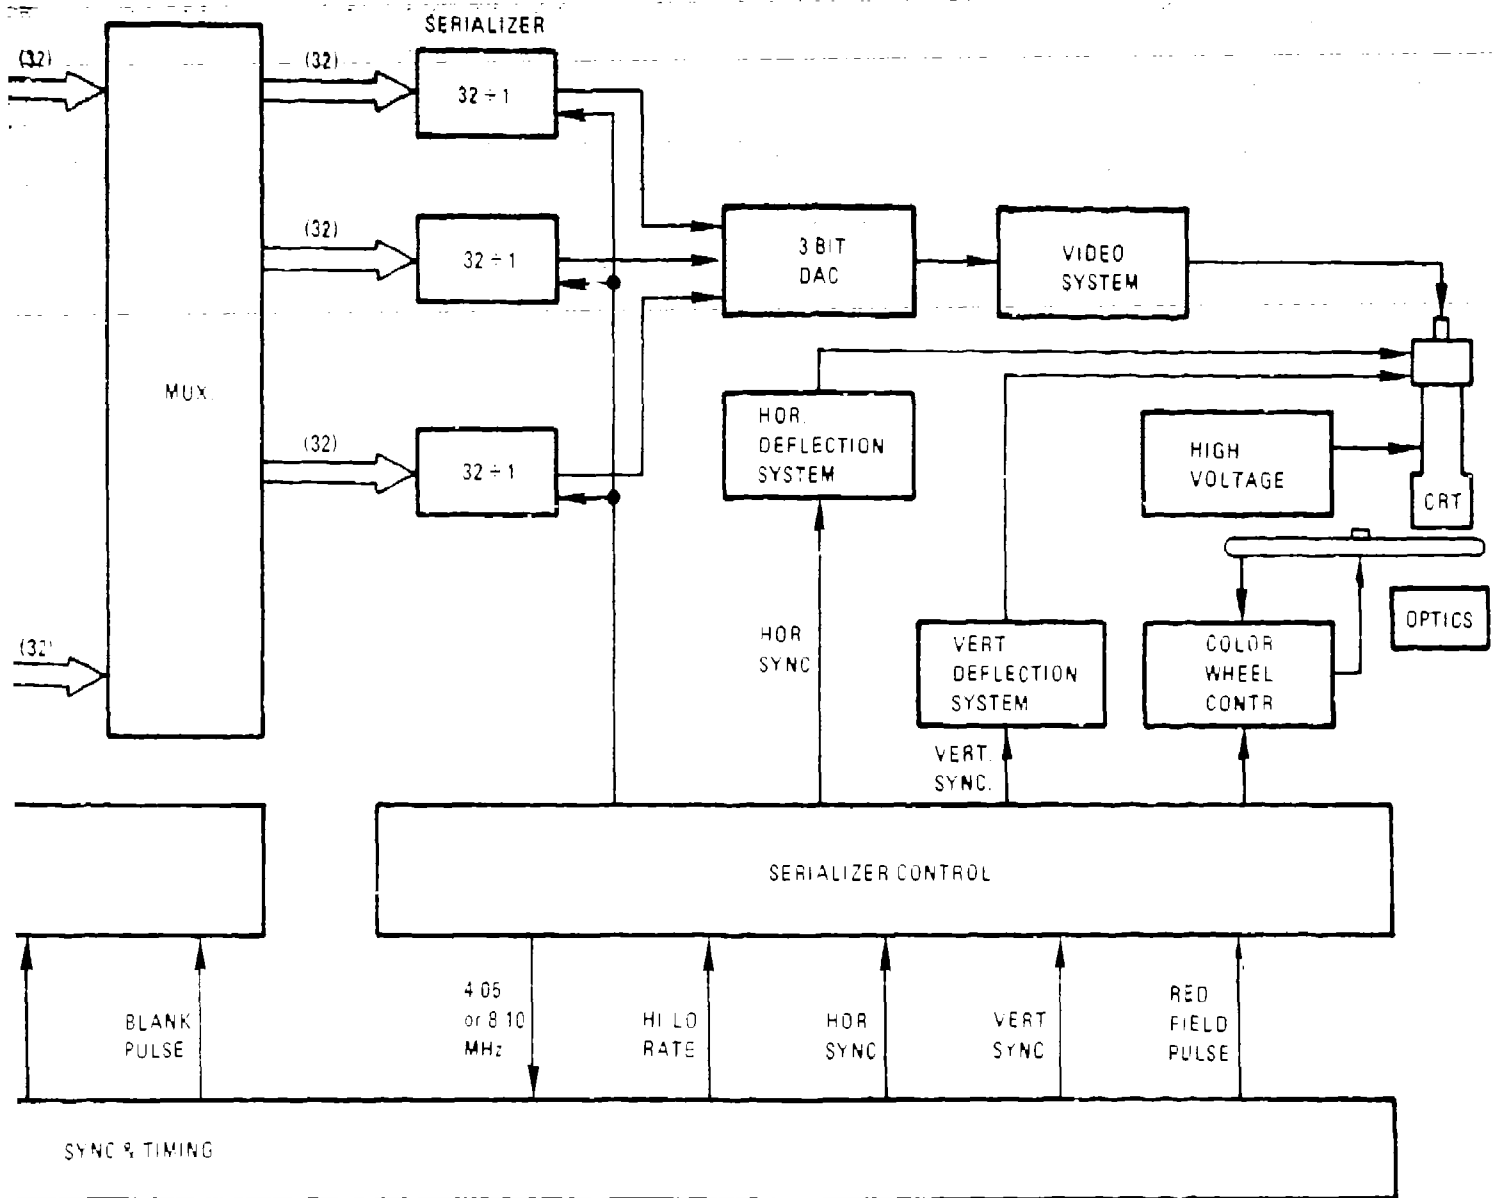 SERIALIZER
(32)
(32)
32 ÷ 1
(32)
32 ÷ 1
3 BIT
DAC
VIDEO
SYSTEM
MUX.
(32)
32 ÷ 1
HOR.
DEFLECTION
SYSTEM
HIGH
VOLTAGE
CRT
(32)
HOR
SYNC
VERT
DEFLECTION
SYSTEM
COLOR
WHEEL
CONTR
OPTICS
VERT.
SYNC.
SERIALIZER CONTROL
BLANK
PULSE
4 05
or 8 10
MHz
HI LO
RATE
HOR
SYNC
VERT
SYNC
RED
FIELD
PULSE
SYNC & TIMING